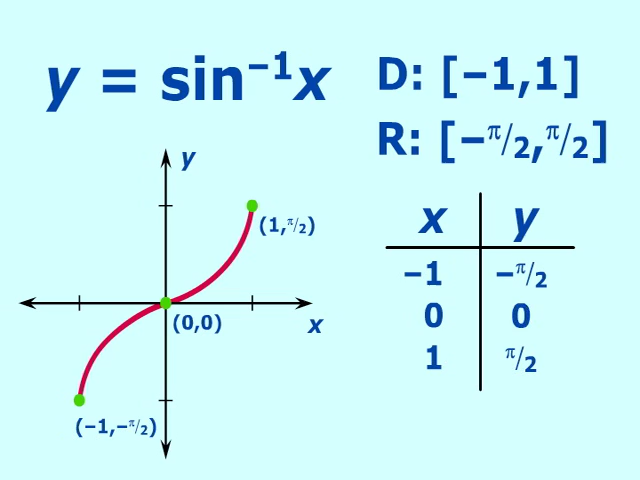 y = sin⁻¹x
D: [−1,1]
R: [−π/2,π/2]
y
(1,π/2)
(0,0)
x
(−1,−π/2)
x y
−1 −π/2
0 0
1 π/2